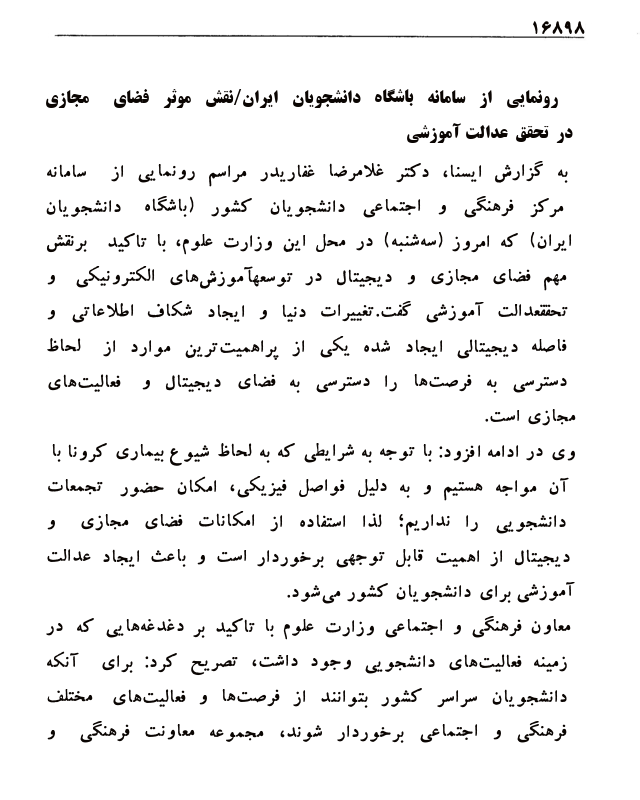 ۱۶۸۹۸
رونمایی از سامانه باشگاه دانشجویان ایران/نقش موثر فضای مجازی
در تحقق عدالت آموزشی
به گزارش ایسنا، دکتر غلامرضا غفاریدر مراسم رونمایی از سامانه
مرکز فرهنگی و اجتماعی دانشجویان کشور (باشگاه دانشجویان
ایران) که امروز (سه‌شنبه) در محل این وزارت علوم، با تاکید برنقش
مهم فضای مجازی و دیجیتال در توسعهآموزش‌های الکترونیکی و
تحققعدالت آموزشی گفت.تغییرات دنیا و ایجاد شکاف اطلاعاتی و
فاصله دیجیتالی ایجاد شده یکی از پراهمیت‌ترین موارد از لحاظ
دسترسی به فرصت‌ها را دسترسی به فضای دیجیتال و فعالیت‌های
مجازی است.
وی در ادامه افزود: با توجه به شرایطی که به لحاظ شیوع بیماری کرونا با
آن مواجه هستیم و به دلیل فواصل فیزیکی، امکان حضور تجمعات
دانشجویی را نداریم؛ لذا استفاده از امکانات فضای مجازی و
دیجیتال از اهمیت قابل توجهی برخوردار است و باعث ایجاد عدالت
آموزشی برای دانشجویان کشور می‌شود.
معاون فرهنگی و اجتماعی وزارت علوم با تاکید بر دغدغه‌هایی که در
زمینه فعالیت‌های دانشجویی وجود داشت، تصریح کرد: برای آنکه
دانشجویان سراسر کشور بتوانند از فرصت‌ها و فعالیت‌های مختلف
فرهنگی و اجتماعی برخوردار شوند، مجموعه معاونت فرهنگی و